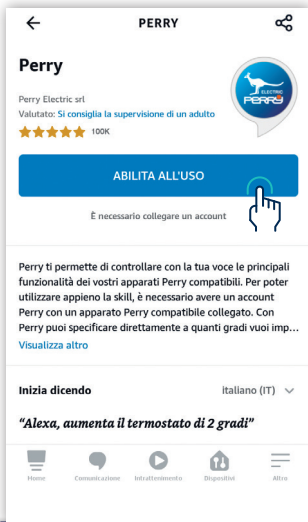 PERRY
Perry
Perry Electric srl
Valutato: Si consiglia la supervisione di un adulto
100K
ELECTRIC
PERRY
ABILITA ALL'USO
È necessario collegare un account
Perry ti permette di controllare con la tua voce le principali
funzionalità dei vostri apparati Perry compatibili. Per poter
utilizzare appieno la skill, è necessario avere un account
Perry con un apparato Perry compatibile collegato. Con
Perry puoi specificare direttamente a quanti gradi vuoi imp...
Visualizza altro
Inizia dicendo italiano (IT)
“Alexa, aumenta il termostato di 2 gradi”
Home Comunicazione Intrattenimento Dispositivi Altro